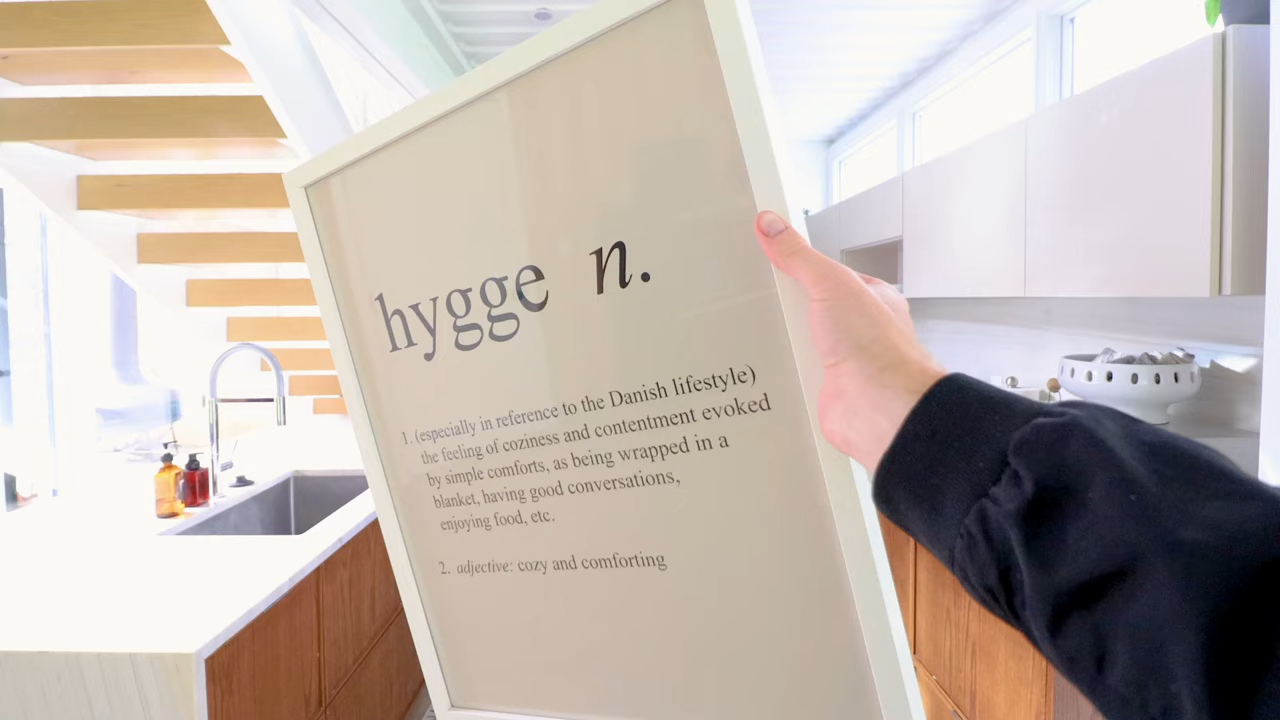 hygge n.
1. (especially in reference to the Danish lifestyle)
the feeling of coziness and contentment evoked
by simple comforts, as being wrapped in a
blanket, having good conversations,
enjoying food, etc.
2. adjective: cozy and comforting